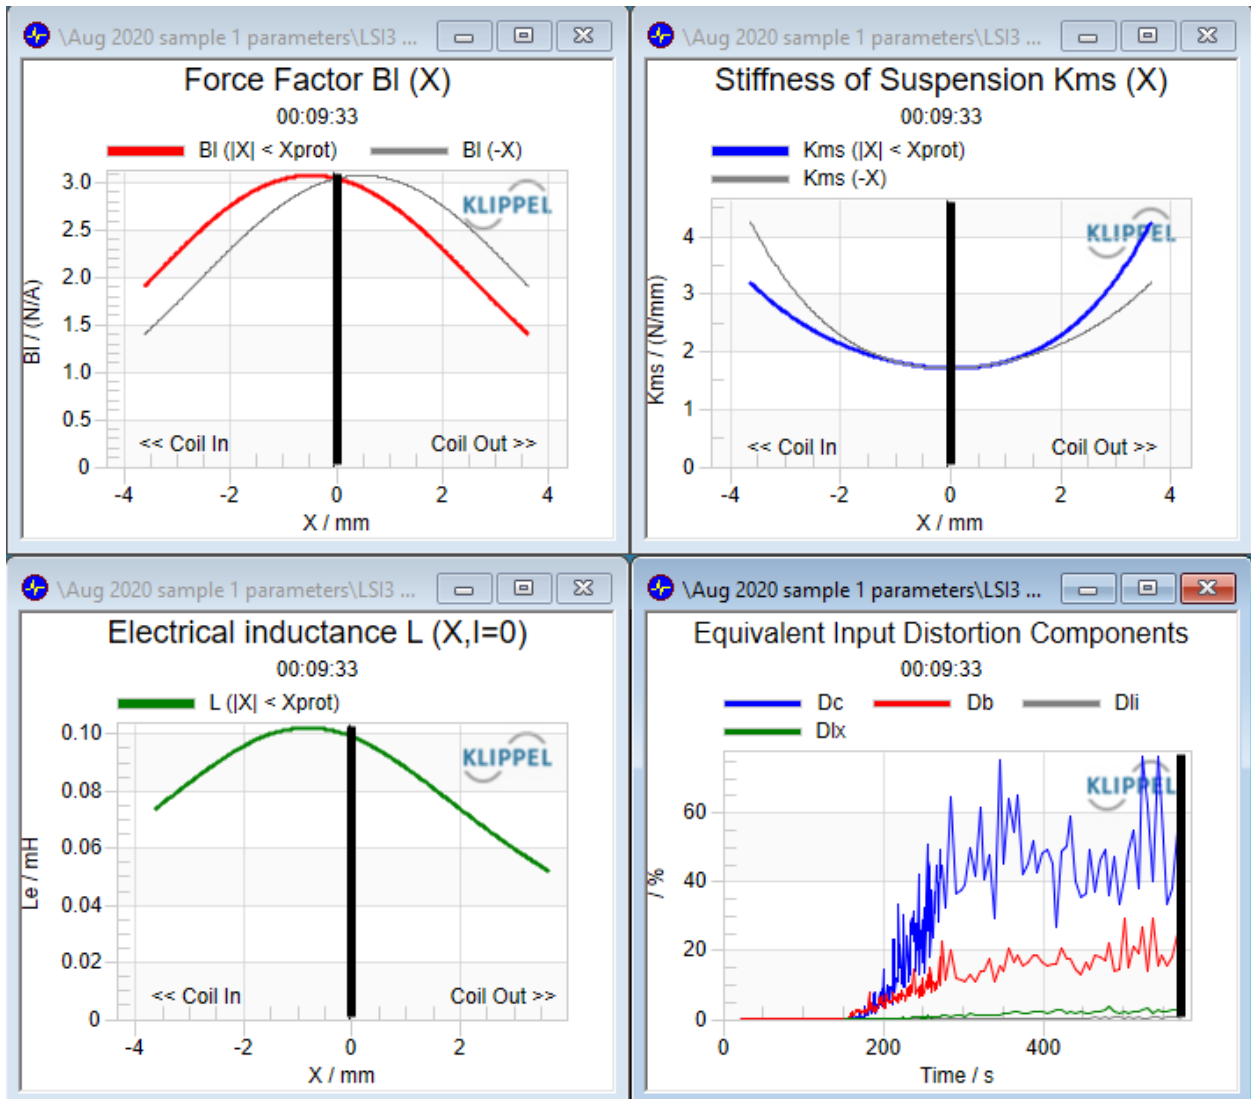 \Aug 2020 sample 1 parameters\LSI3 ...
Force Factor Bl (X)
00:09:33
Bl (|X| < Xprot) Bl (-X)
KLIPPEL
Bl / (N/A)
3.0
2.5
2.0
1.5
1.0
0.5
0
<< Coil In Coil Out >>
-4 -2 0 2 4
X / mm
\Aug 2020 sample 1 parameters\LSI3 ...
Stiffness of Suspension Kms (X)
00:09:33
Kms (|X| < Xprot)
Kms (-X)
KLIPPEL
Kms / (N/mm)
4
3
2
1
0
<< Coil In Coil Out >>
-4 -2 0 2 4
X / mm
\Aug 2020 sample 1 parameters\LSI3 ...
Electrical inductance L (X,I=0)
00:09:33
L (|X| < Xprot)
KLIPPEL
Le / mH
0.10
0.08
0.06
0.04
0.02
0
<< Coil In Coil Out >>
-4 -2 0 2
X / mm
\Aug 2020 sample 1 parameters\LSI3 ...
Equivalent Input Distortion Components
00:09:33
Dc Db Dli
Dlx
KLIPPEL
/ %
60
40
20
0
0 200 400
Time / s